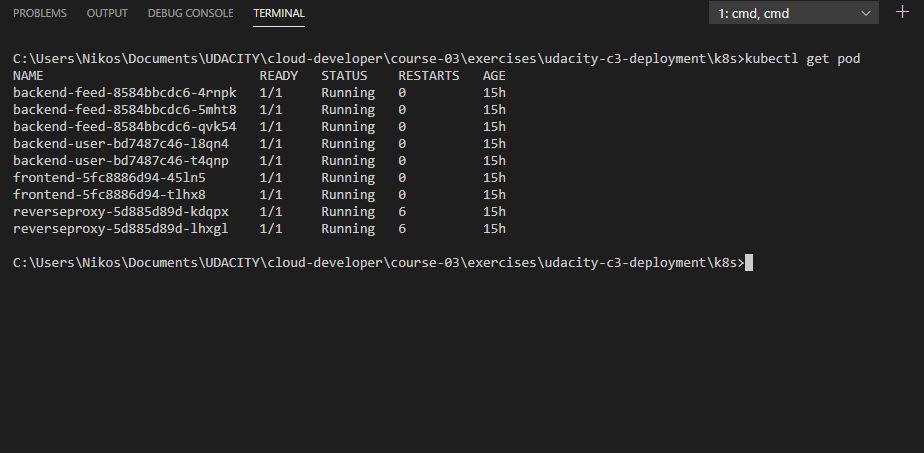 PROBLEMS OUTPUT DEBUG CONSOLE TERMINAL 1: cmd, cmd
C:\Users\Nikos\Documents\UDACITY\cloud-developer\course-03\exercises\udacity-c3-deployment\k8s>kubectl get pod
NAME READY STATUS RESTARTS AGE
backend-feed-8584bbcdc6-4rnpk 1/1 Running 0 15h
backend-feed-8584bbcdc6-5mht8 1/1 Running 0 15h
backend-feed-8584bbcdc6-qvk54 1/1 Running 0 15h
backend-user-bd7487c46-l8qn4 1/1 Running 0 15h
backend-user-bd7487c46-t4qnp 1/1 Running 0 15h
frontend-5fc8886d94-45ln5 1/1 Running 0 15h
frontend-5fc8886d94-tlhx8 1/1 Running 0 15h
reverseproxy-5d885d89d-kdqpx 1/1 Running 6 15h
reverseproxy-5d885d89d-lhxgl 1/1 Running 6 15h
C:\Users\Nikos\Documents\UDACITY\cloud-developer\course-03\exercises\udacity-c3-deployment\k8s>